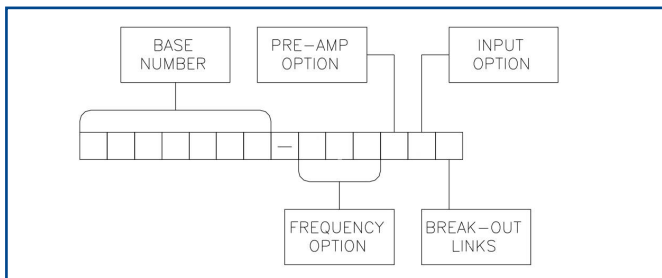 BASE
NUMBER
PRE-AMP
OPTION
INPUT
OPTION
-
FREQUENCY
OPTION
BREAK-OUT
LINKS